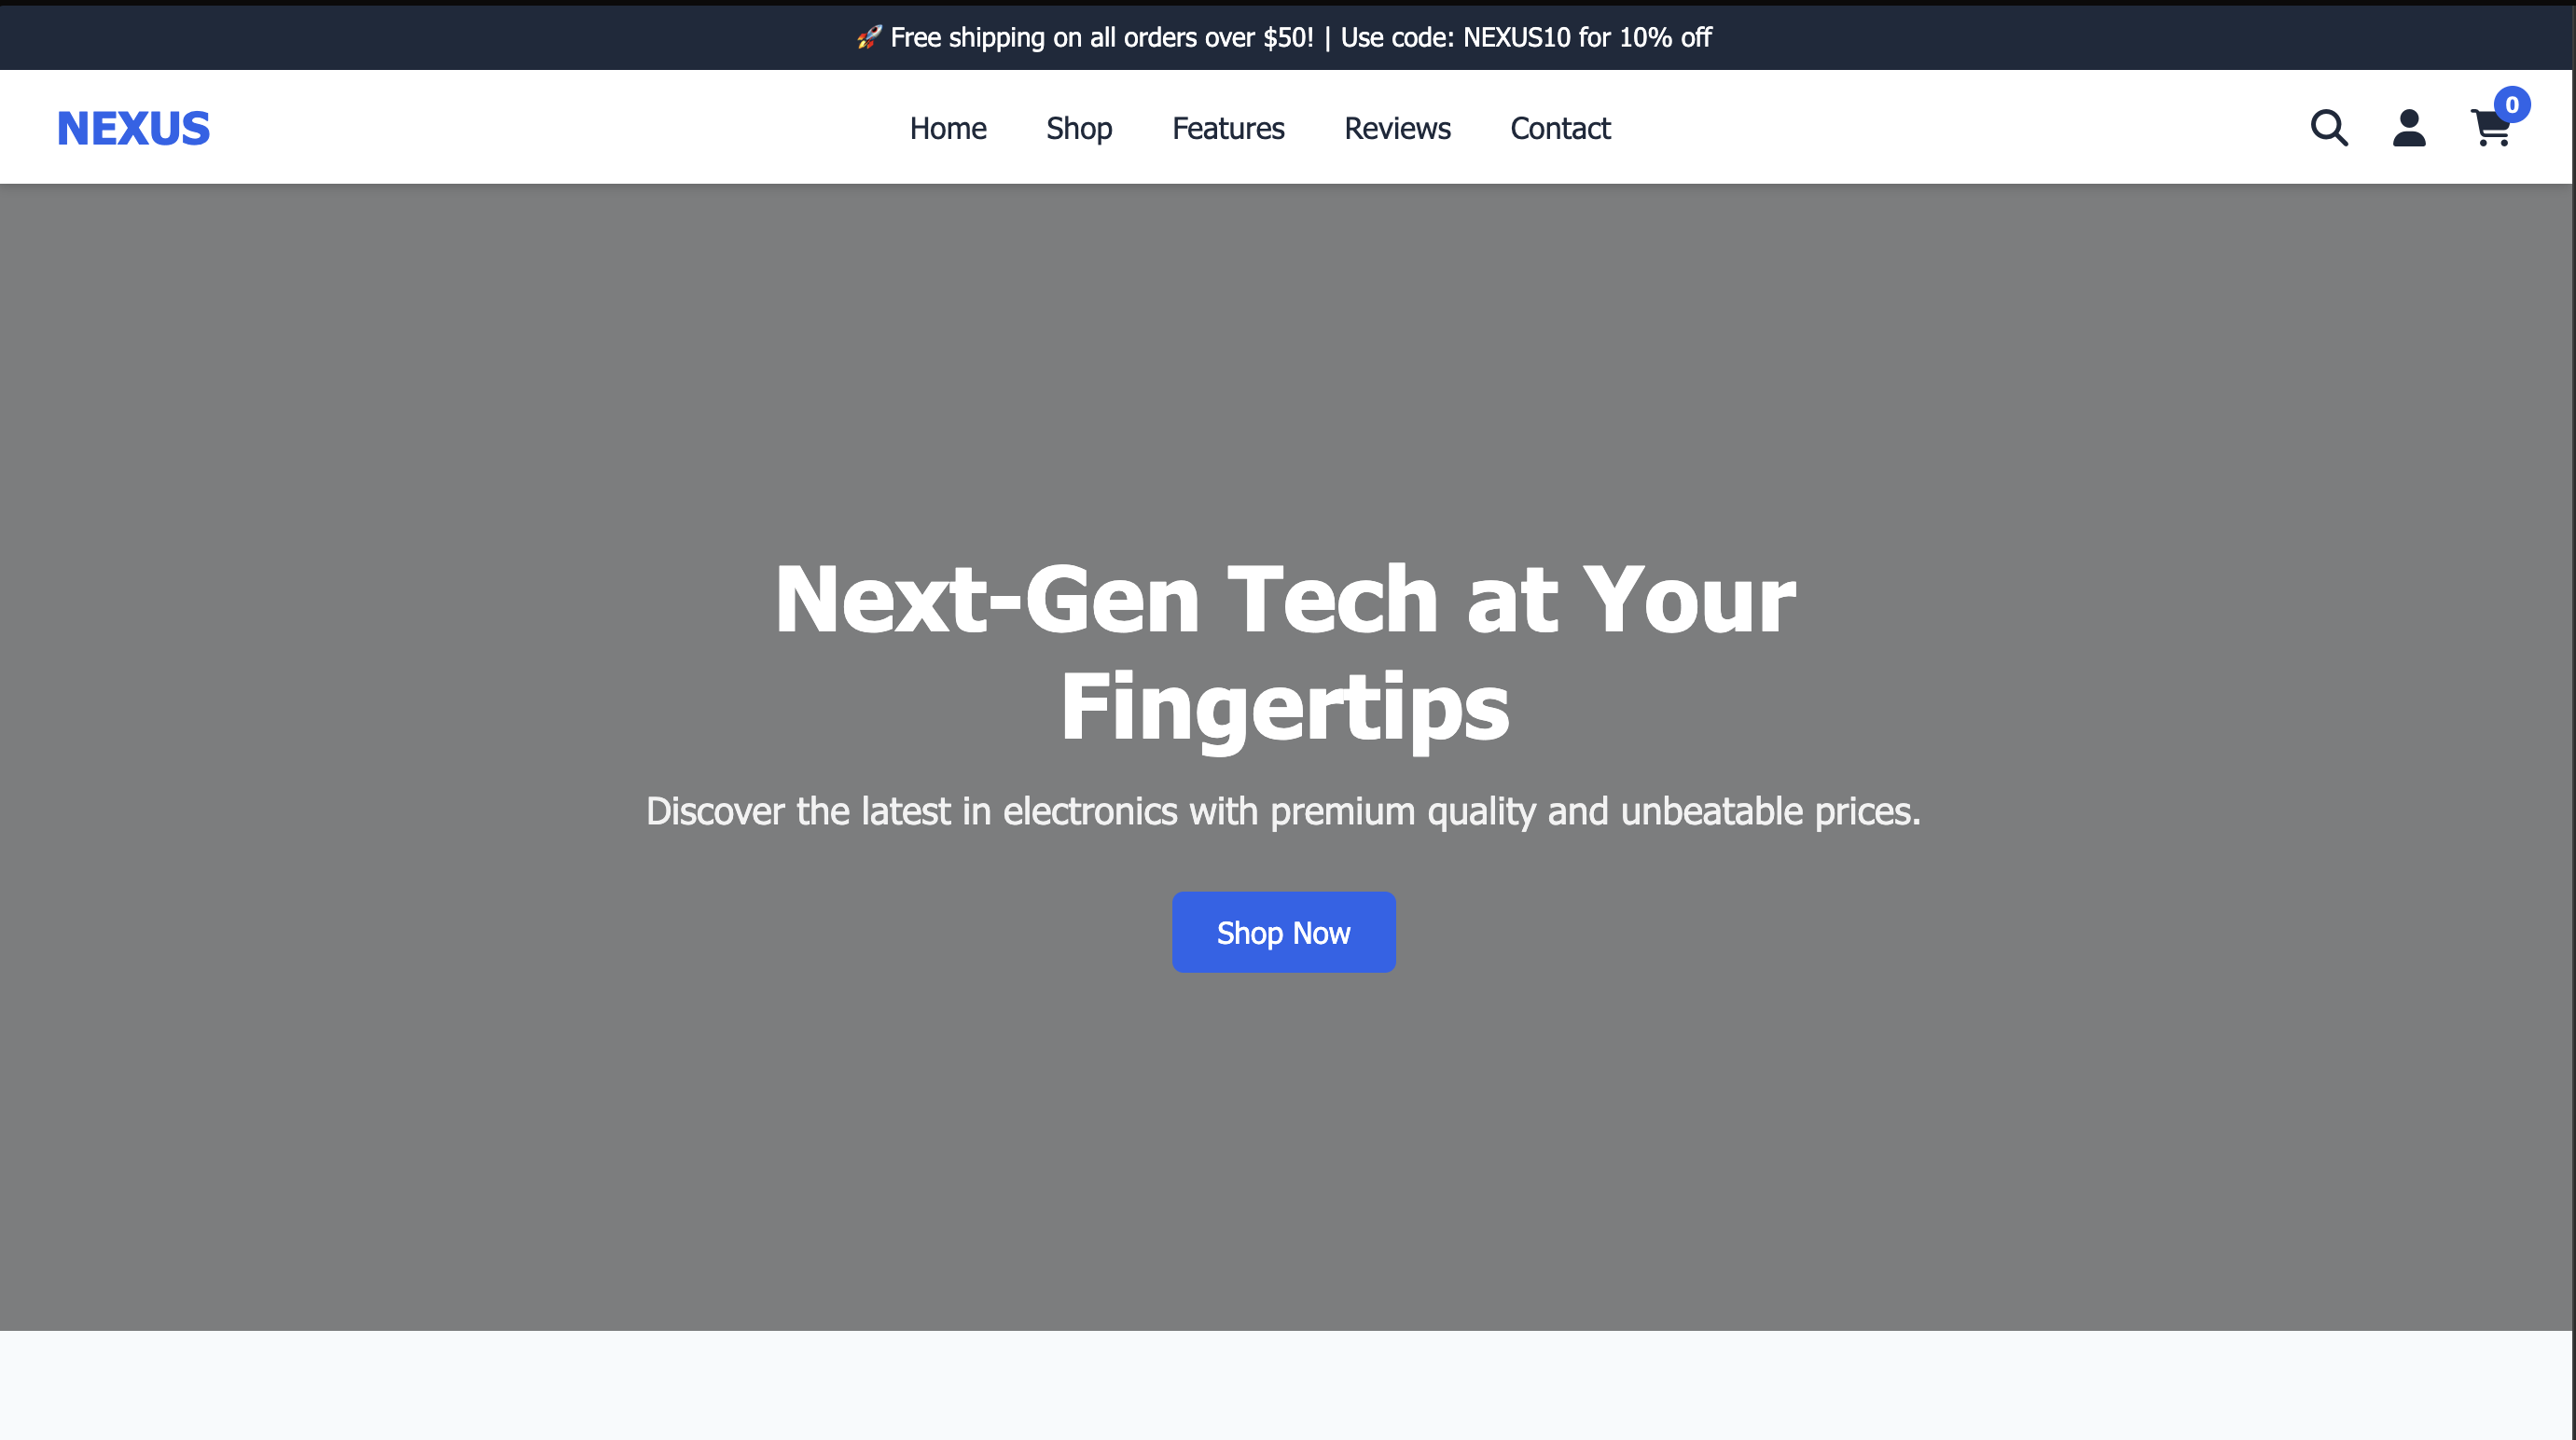 🚀 Free shipping on all orders over $50! | Use code: NEXUS10 for 10% off
NEXUS
Home
Shop
Features
Reviews
Contact
0
Next-Gen Tech at Your
Fingertips
Discover the latest in electronics with premium quality and unbeatable prices.
Shop Now